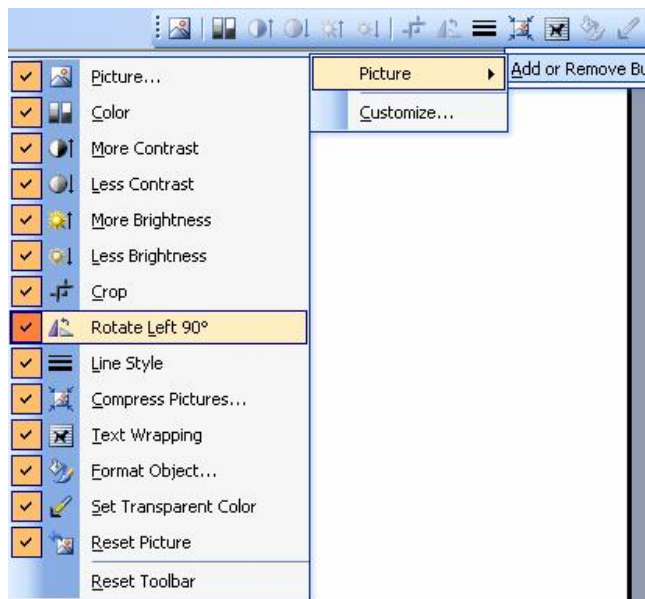 Picture...
Color
More Contrast
Less Contrast
More Brightness
Less Brightness
Crop
Rotate Left 90°
Line Style
Compress Pictures...
Text Wrapping
Format Object...
Set Transparent Color
Reset Picture
Reset Toolbar
Picture
Customize...
Add or Remove Bu